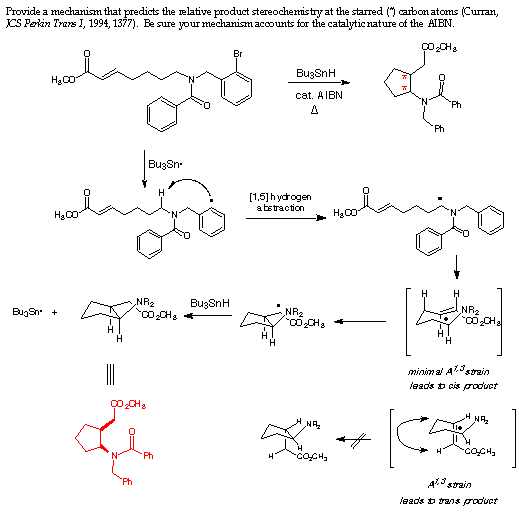 Provide a mechanism that predicts the relative product stereochemistry at the starred (*) carbon atoms (Curran,
JCS Perkin Trans I, 1994, 1377). Be sure your mechanism accounts for the catalytic nature of the AIBN.
H₃CO
O
N
O
Br
Bu₃SnH
cat. AIBN
Δ
CO₂CH₃
*
*
O
N
Ph
Ph
Bu₃Sn•
H₃CO
O
H
N
O
[1,5] hydrogen
abstraction
H₃CO
O
N
O
Bu₃Sn• +
NR₂
CO₂CH₃
H
H
Bu₃SnH
NR₂
CO₂CH₃
H
H
H
H
NR₂
CO₂CH₃
H
H
minimal A¹,³ strain
leads to cis product
CO₂CH₃
O
N
Ph
Ph
H
NR₂
H
H
CO₂CH₃
H
NR₂
H
H
CO₂CH₃
A¹,³ strain
leads to trans product